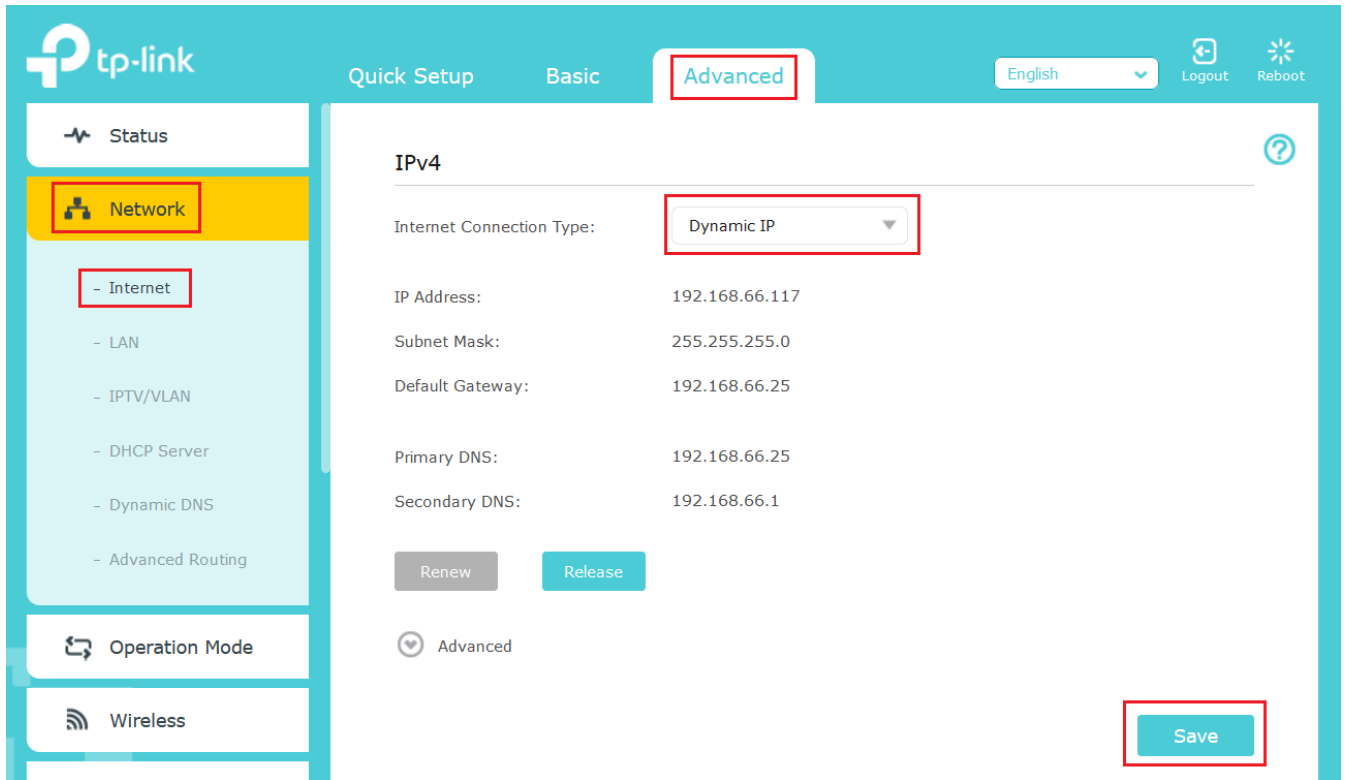 tp-link
Quick Setup Basic Advanced English Logout Reboot
Status
Network
- Internet
- LAN
- IPTV/VLAN
- DHCP Server
- Dynamic DNS
- Advanced Routing
Operation Mode
Wireless
IPv4
Internet Connection Type: Dynamic IP
IP Address: 192.168.66.117
Subnet Mask: 255.255.255.0
Default Gateway: 192.168.66.25
Primary DNS: 192.168.66.25
Secondary DNS: 192.168.66.1
Renew Release
Advanced
Save